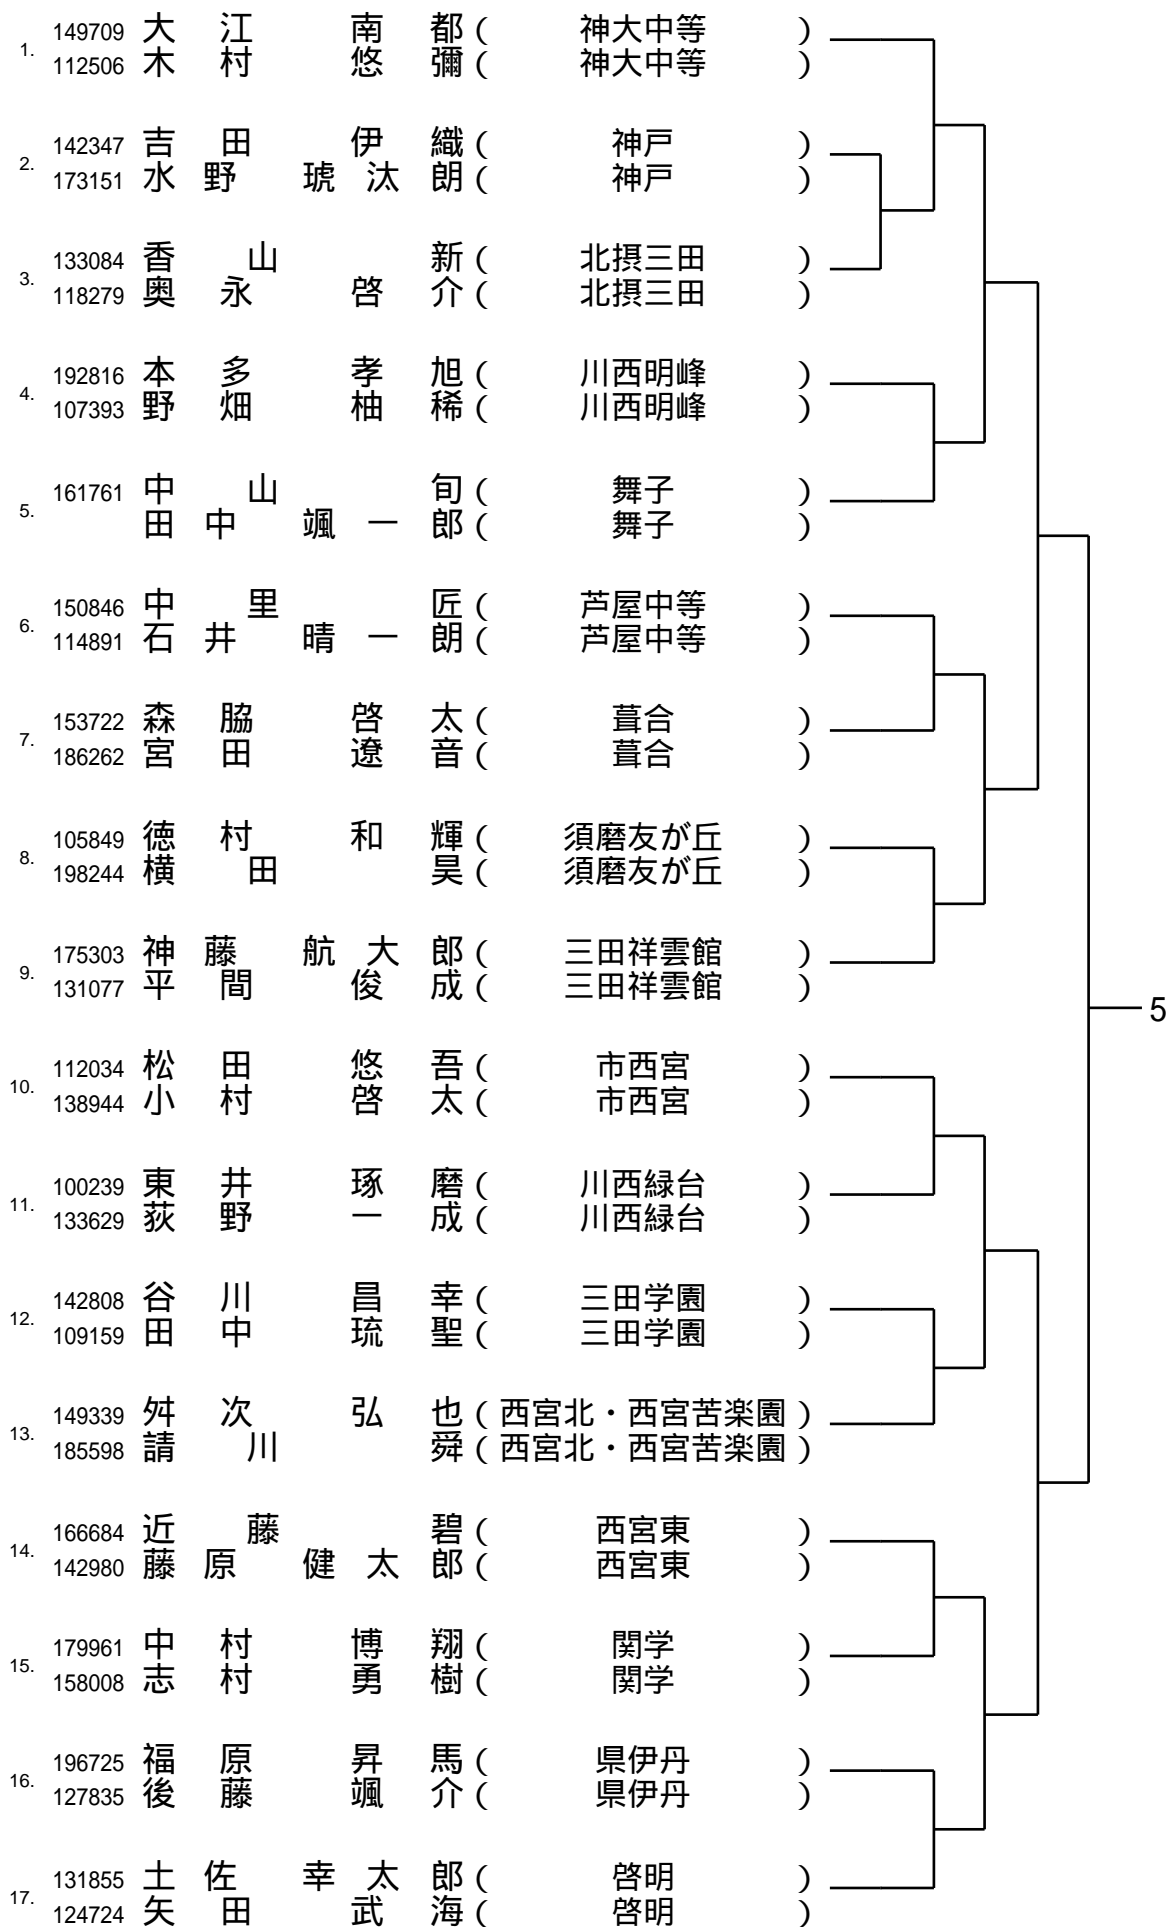 1. 149709 大江 南都 ( 神大中等 )
112506 木村 悠彌 ( 神大中等 )
2. 142347 吉田 伊織 ( 神戸 )
173151 水野 琥汰朗 ( 神戸 )
3. 133084 香山 新 ( 北摂三田 )
118279 奥永 啓介 ( 北摂三田 )
4. 192816 本多 孝旭 ( 川西明峰 )
107393 野畑 柚稀 ( 川西明峰 )
5. 161761 中山 旬 ( 舞子 )
田中 颯一郎 ( 舞子 )
6. 150846 中里 匠 ( 芦屋中等 )
114891 石井 晴一朗 ( 芦屋中等 )
7. 153722 森脇 啓太 ( 葺合 )
186262 宮田 遼音 ( 葺合 )
8. 105849 徳村 和輝 ( 須磨友が丘 )
198244 横田 昊 ( 須磨友が丘 )
9. 175303 神藤 航大郎 ( 三田祥雲館 )
131077 平間 俊成 ( 三田祥雲館 )
5
10. 112034 松田 悠吾 ( 市西宮 )
138944 小村 啓太 ( 市西宮 )
11. 100239 東井 琢磨 ( 川西緑台 )
133629 荻野 一成 ( 川西緑台 )
12. 142808 谷川 昌幸 ( 三田学園 )
109159 田中 琉聖 ( 三田学園 )
13. 149339 舛次 弘也 ( 西宮北・西宮苦楽園 )
185598 請川 舜 ( 西宮北・西宮苦楽園 )
14. 166684 近藤 碧 ( 西宮東 )
142980 藤原 健太郎 ( 西宮東 )
15. 179961 中村 博翔 ( 関学 )
158008 志村 勇樹 ( 関学 )
16. 196725 福原 昇馬 ( 県伊丹 )
127835 後藤 颯介 ( 県伊丹 )
17. 131855 土佐 幸太郎 ( 啓明 )
124724 矢田 武海 ( 啓明 )